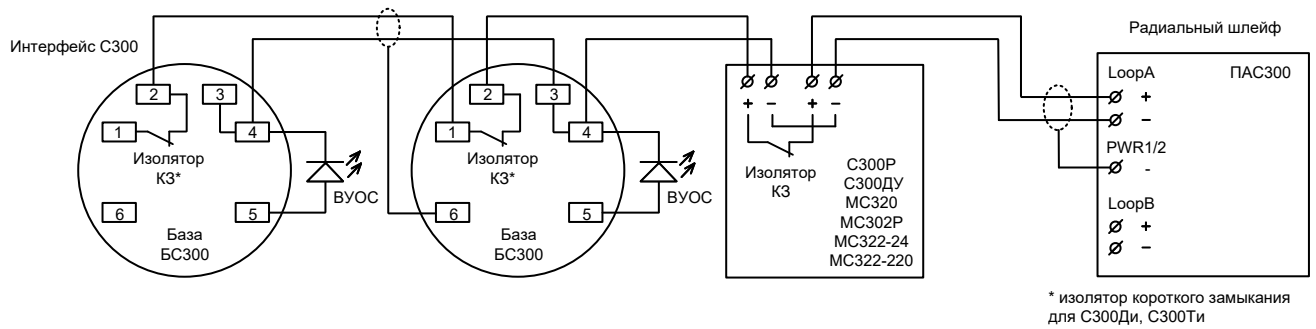 Интерфейс С300
2
3
1
4
Изолятор
КЗ*
ВУОС
6
5
База
БС300
2
3
1
4
Изолятор
КЗ*
ВУОС
6
5
База
БС300
+ − + −
Изолятор
КЗ
С300Р
С300ДУ
МС320
МС302Р
МС322-24
МС322-220
Радиальный шлейф
LoopA
ПАС300
+
−
PWR1/2
-
LoopB
+
−
* изолятор короткого замыкания
для С300Ди, С300Ти